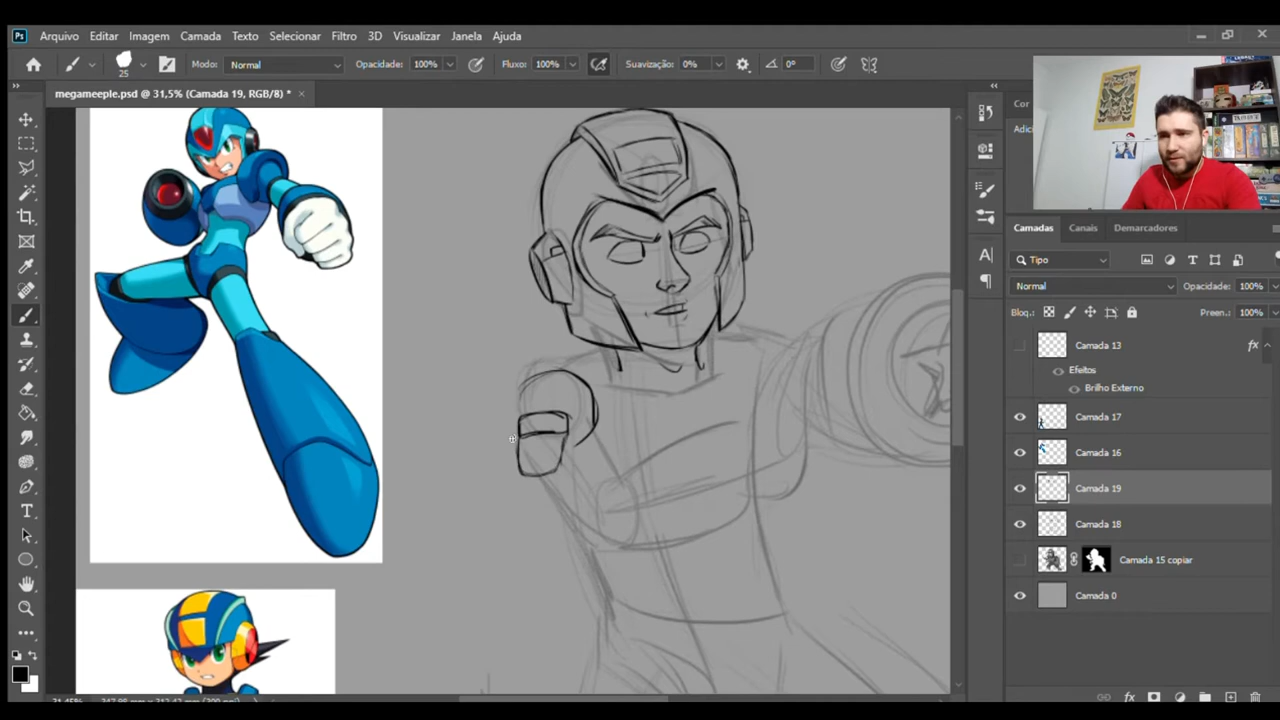 Ps Arquivo Editar Imagem Camada Texto Selecionar Filtro 3D Visualizar Janela Ajuda
25 Modo: Normal Opacidade: 100% Fluxo: 100% Suavização: 0% 0°
megameeple.psd @ 31,5% (Camada 19, RGB/8) * ×
Cor
Adici
Camadas Canais Demarcadores
Tipo
Normal Opacidade: 100%
Bloq.: Preen.: 100%
Camada 13 fx
Efeitos
Brilho Externo
Camada 17
Camada 16
Camada 19
Camada 18
Camada 15 copiar
Camada 0